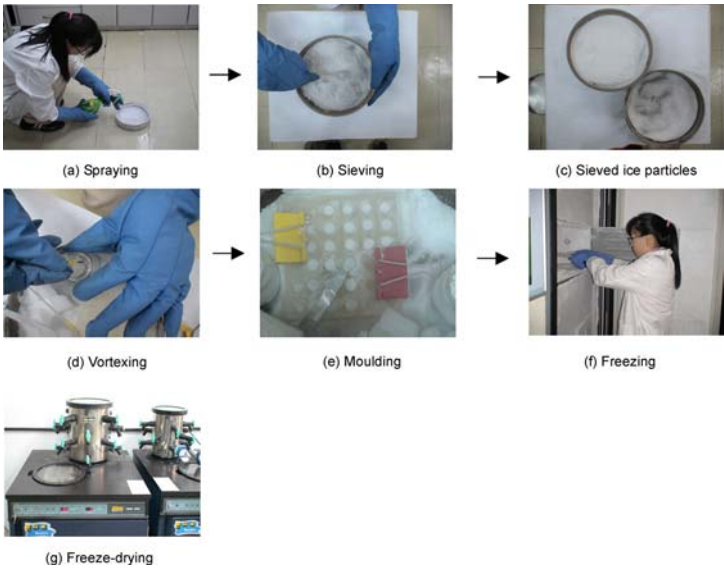 (a) Spraying
(b) Sieving
(c) Sieved ice particles
(d) Vortexing
(e) Moulding
(f) Freezing
(g) Freeze-drying